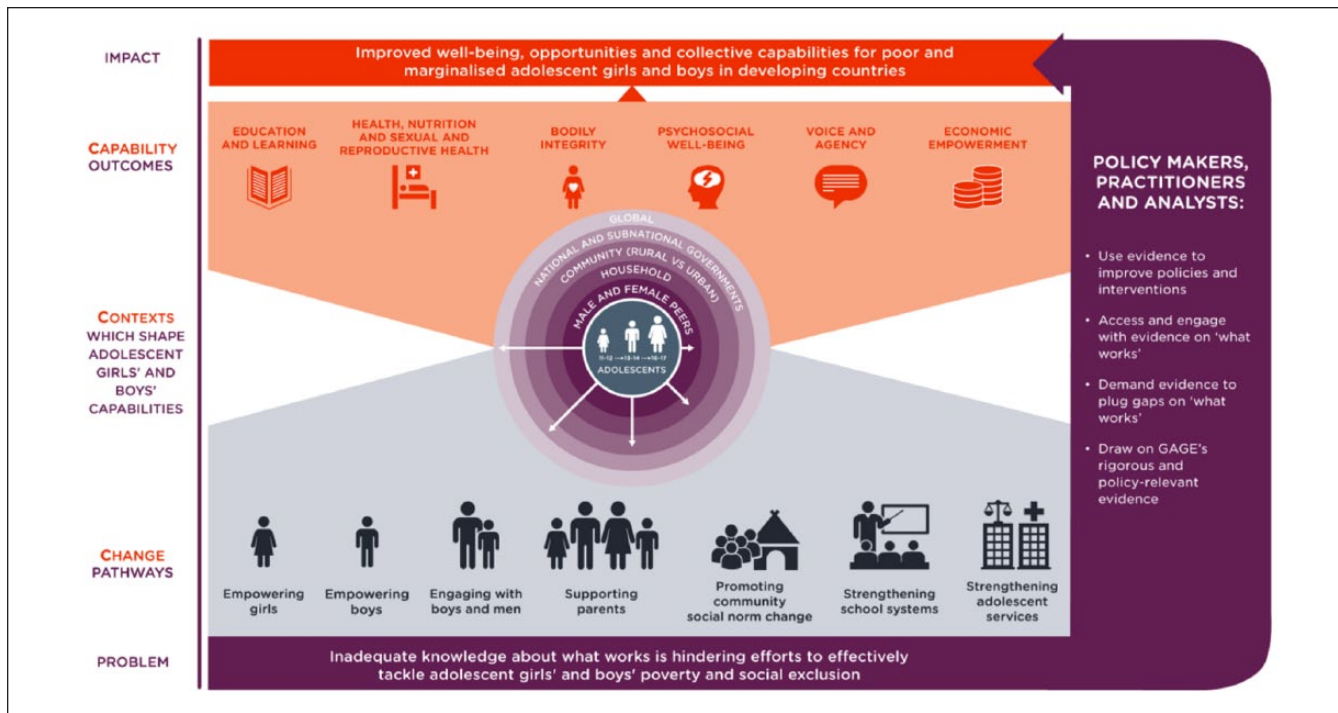 IMPACT
Improved well-being, opportunities and collective capabilities for poor and
marginalised adolescent girls and boys in developing countries
CAPABILITY
OUTCOMES
EDUCATION
AND LEARNING
HEALTH, NUTRITION
AND SEXUAL AND
REPRODUCTIVE HEALTH
BODILY
INTEGRITY
PSYCHOSOCIAL
WELL-BEING
VOICE AND
AGENCY
ECONOMIC
EMPOWERMENT
CONTEXTS
WHICH SHAPE
ADOLESCENT
GIRLS' AND
BOYS'
CAPABILITIES
GLOBAL
NATIONAL AND SUBNATIONAL GOVERNMENTS
COMMUNITY (RURAL VS URBAN)
HOUSEHOLD
MALE AND FEMALE PEERS
11-12 → 13-14 → 16-17
ADOLESCENTS
CHANGE
PATHWAYS
Empowering
girls
Empowering
boys
Engaging with
boys and men
Supporting
parents
Promoting
community
social norm change
Strengthening
school systems
Strengthening
adolescent
services
PROBLEM
Inadequate knowledge about what works is hindering efforts to effectively
tackle adolescent girls' and boys' poverty and social exclusion
POLICY MAKERS,
PRACTITIONERS
AND ANALYSTS:
• Use evidence to
improve policies and
interventions
• Access and engage
with evidence on ‘what
works’
• Demand evidence to
plug gaps on ‘what
works’
• Draw on GAGE’s
rigorous and
policy-relevant
evidence